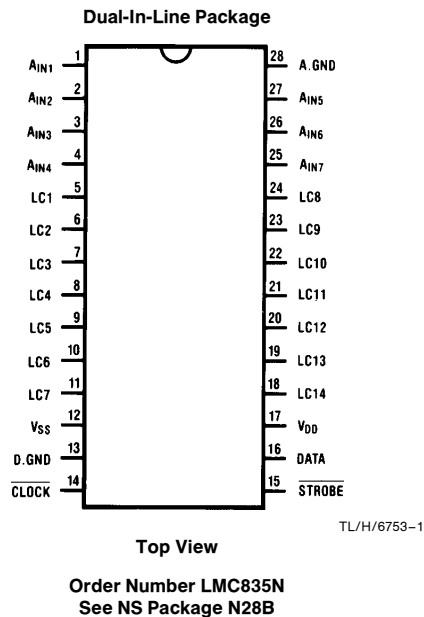 Dual-In-Line Package
AIN1 1 28 A.GND
AIN2 2 27 AIN5
AIN3 3 26 AIN6
AIN4 4 25 AIN7
LC1 5 24 LC8
LC2 6 23 LC9
LC3 7 22 LC10
LC4 8 21 LC11
LC5 9 20 LC12
LC6 10 19 LC13
LC7 11 18 LC14
VSS 12 17 VDD
D.GND 13 16 DATA
CLOCK 14 15 STROBE
TL/H/6753–1
Top View
Order Number LMC835N
See NS Package N28B